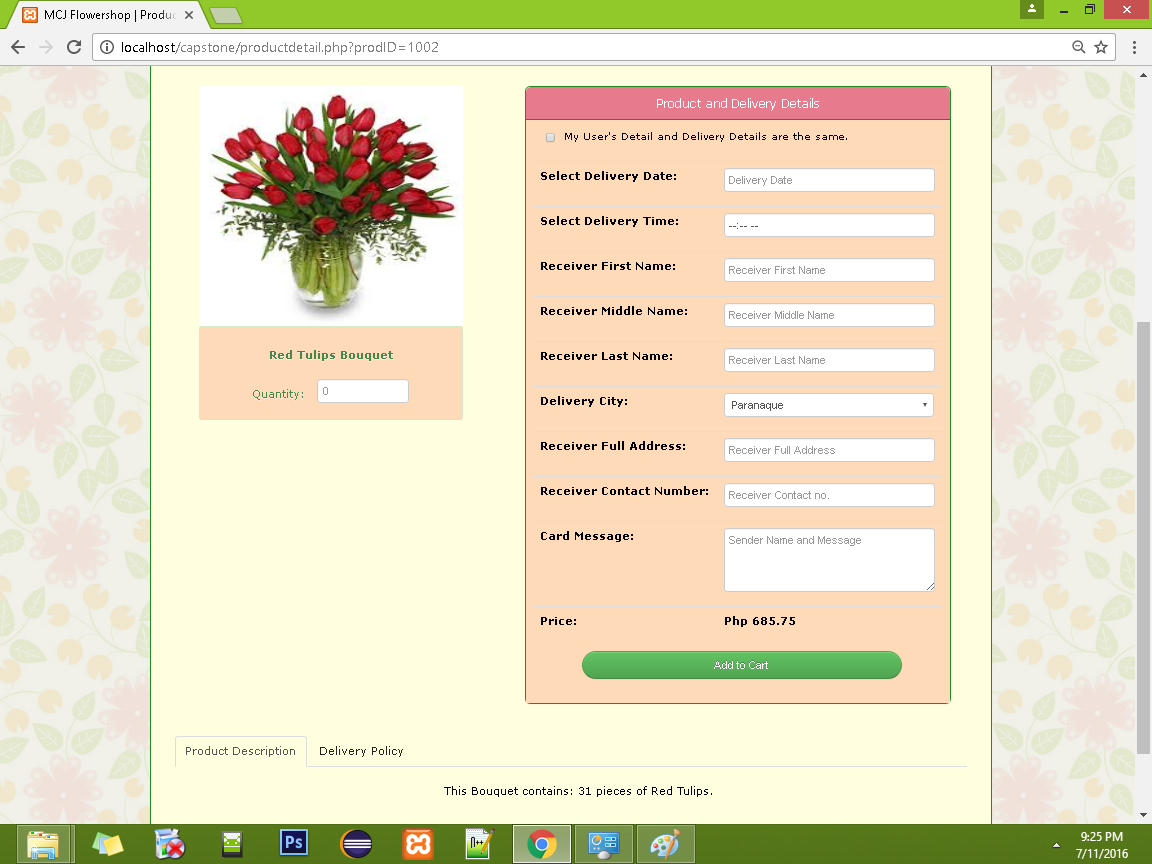 MCJ Flowershop | Produc
localhost/capstone/productdetail.php?prodID=1002
Product and Delivery Details
My User's Detail and Delivery Details are the same.
Select Delivery Date: Delivery Date
Select Delivery Time: --:-- --
Receiver First Name: Receiver First Name
Receiver Middle Name: Receiver Middle Name
Receiver Last Name: Receiver Last Name
Red Tulips Bouquet
Quantity: 0
Delivery City: Paranaque
Receiver Full Address: Receiver Full Address
Receiver Contact Number: Receiver Contact no.
Card Message: Sender Name and Message
Price: Php 685.75
Add to Cart
Product Description Delivery Policy
This Bouquet contains: 31 pieces of Red Tulips.
Ps
9:25 PM
7/11/2016